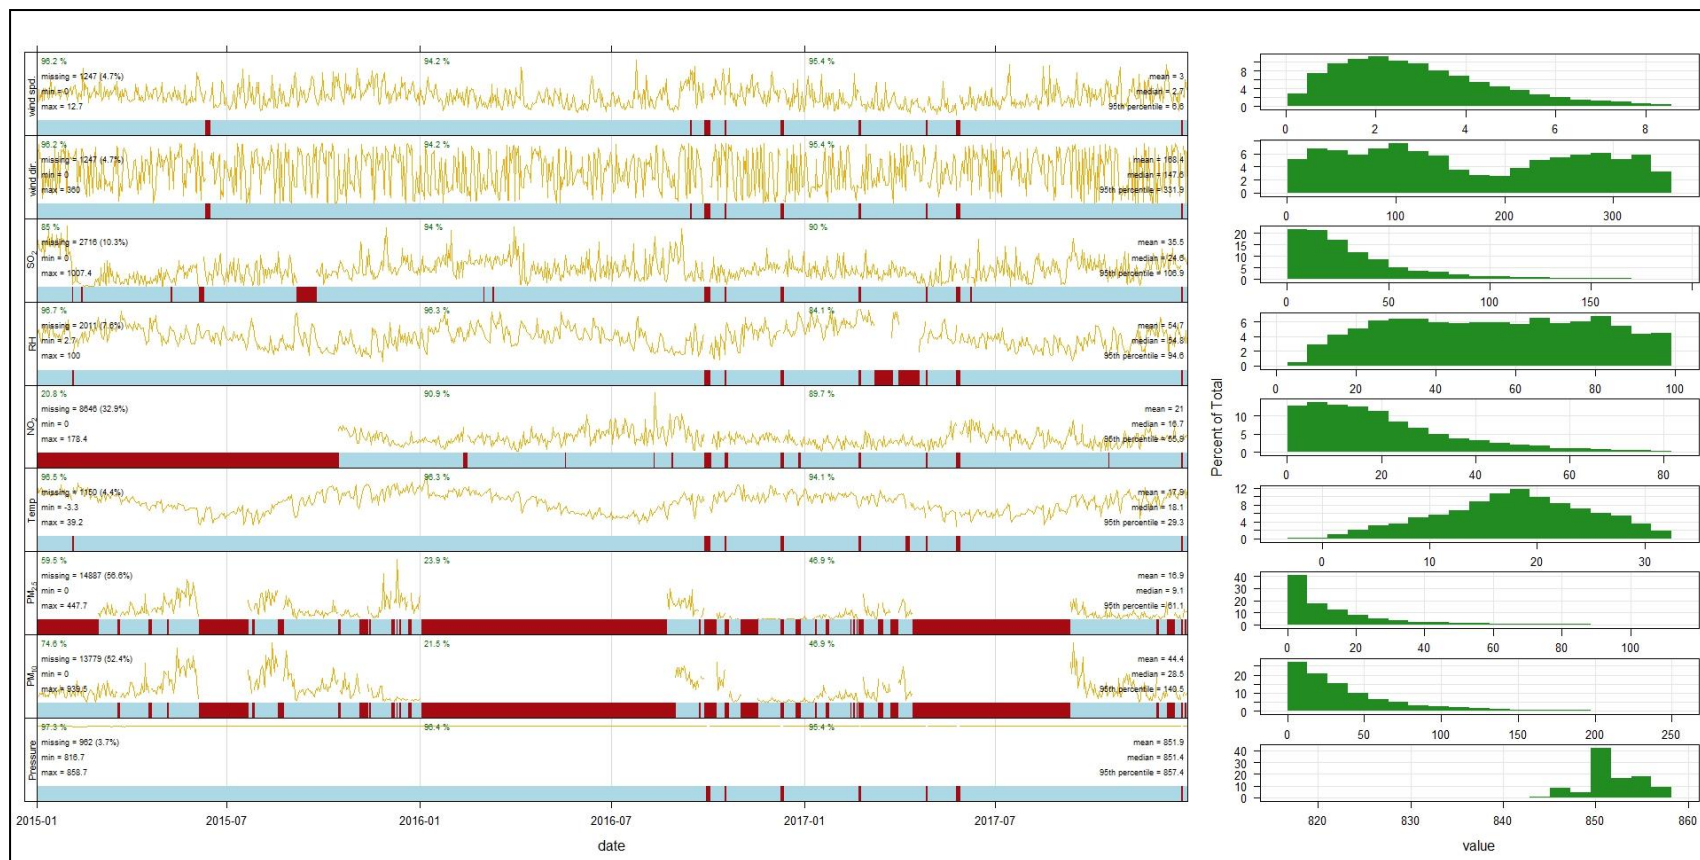 wind spd.
96.2 % 94.2 % 95.4 %
missing = 1247 (4.7%)
min = 0
max = 12.7
mean = 3
median = 2.7
95th percentile = 6.6
8
4
0
0 2 4 6 8
wind dir.
96.2 % 94.2 % 95.4 %
missing = 1247 (4.7%)
min = 0
max = 360
mean = 168.4
median = 147.6
95th percentile = 331.9
6
4
2
0
0 100 200 300
SO2
85 % 94 % 90 %
missing = 2716 (10.3%)
min = 0
max = 1007.4
mean = 35.5
median = 24.6
95th percentile = 106.9
20
15
10
5
0
0 50 100 150
RH
96.7 % 96.3 % 84.1 %
missing = 2011 (7.6%)
min = 2.7
max = 100
mean = 54.7
median = 54.8
95th percentile = 94.6
6
4
2
0
0 20 40 60 80 100
NO2
20.8 % 90.9 % 89.7 %
missing = 8646 (32.9%)
min = 0
max = 178.4
mean = 21
median = 16.7
95th percentile = 55.9
10
5
0
0 20 40 60 80
Temp
96.5 % 96.3 % 94.1 %
missing = 1150 (4.4%)
min = -3.3
max = 39.2
mean = 17.9
median = 18.1
95th percentile = 29.3
12
8
4
0
0 10 20 30
PM2.5
59.5 % 23.9 % 46.9 %
missing = 14887 (56.6%)
min = 0
max = 447.7
mean = 16.9
median = 9.1
95th percentile = 61.1
40
30
20
10
0
0 20 40 60 80 100
PM10
74.6 % 21.5 % 46.9 %
missing = 13779 (52.4%)
min = 0
max = 939.5
mean = 44.4
median = 28.5
95th percentile = 140.5
20
10
0
0 50 100 150 200 250
Pressure
97.3 % 96.4 % 95.4 %
missing = 962 (3.7%)
min = 816.7
max = 858.7
mean = 851.9
median = 851.4
95th percentile = 857.4
40
30
20
10
0
820 830 840 850 860
2015-01 2015-07 2016-01 2016-07 2017-01 2017-07
date
Percent of Total
value